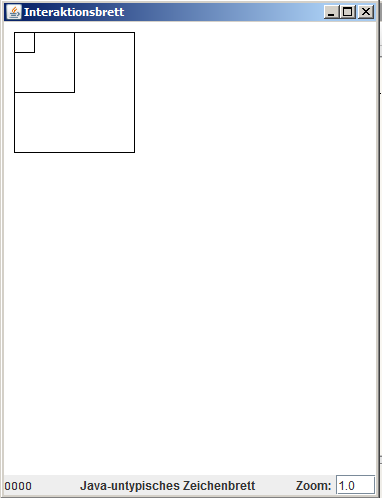 Interaktionsbrett
0000 Java-untypisches Zeichenbrett Zoom: 1.0